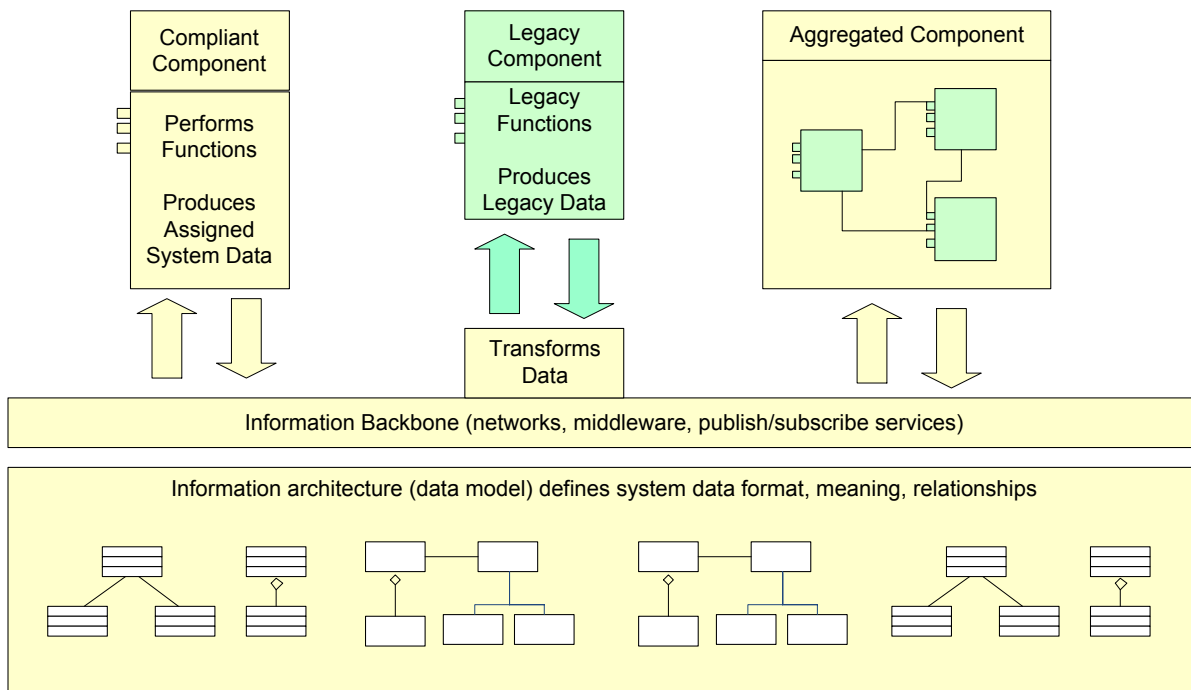 Compliant
Component
Performs
Functions
Produces
Assigned
System Data
Legacy
Component
Legacy
Functions
Produces
Legacy Data
Aggregated Component
Transforms
Data
Information Backbone (networks, middleware, publish/subscribe services)
Information architecture (data model) defines system data format, meaning, relationships